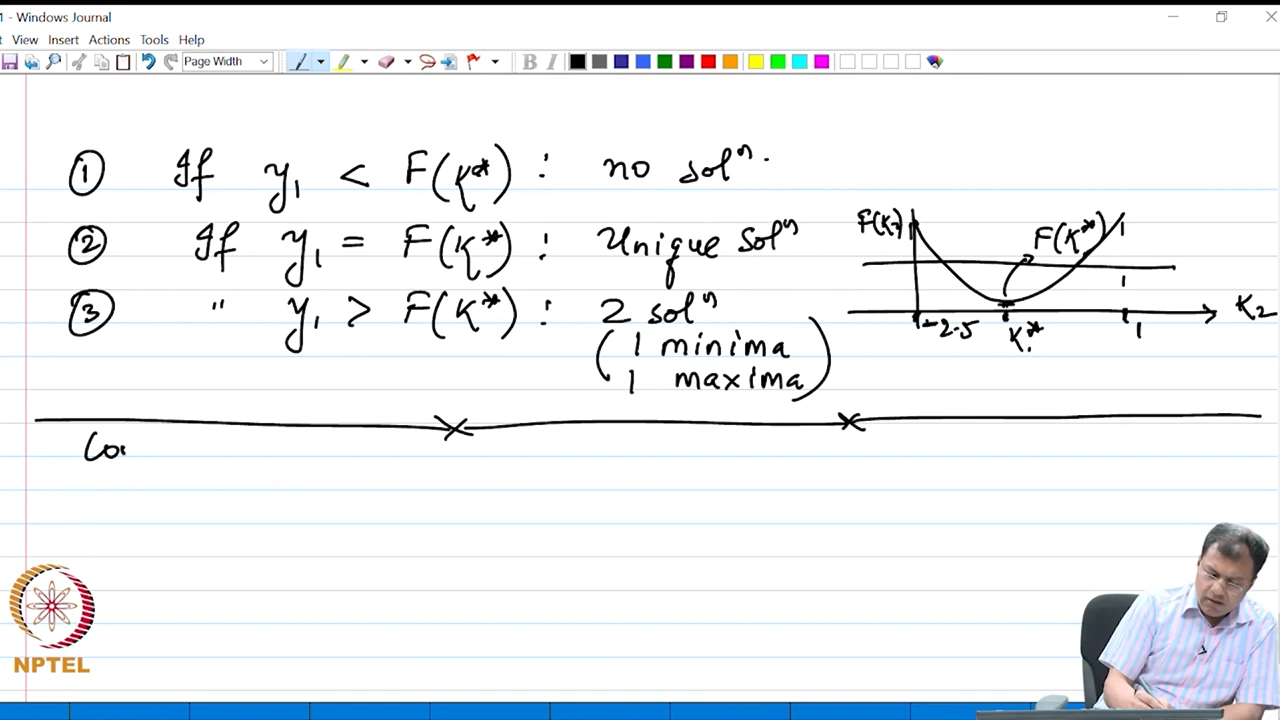 1 - Windows Journal
t View Insert Actions Tools Help
Page Width
B I
① If y₁ < F(K*) : no solⁿ.
② If y₁ = F(K*) : Unique solⁿ
③ " y₁ > F(K*) : 2 solⁿ
( 1 minima
1 maxima )
F(K*)
-2.5
K*
1
K₂
Co
NPTEL